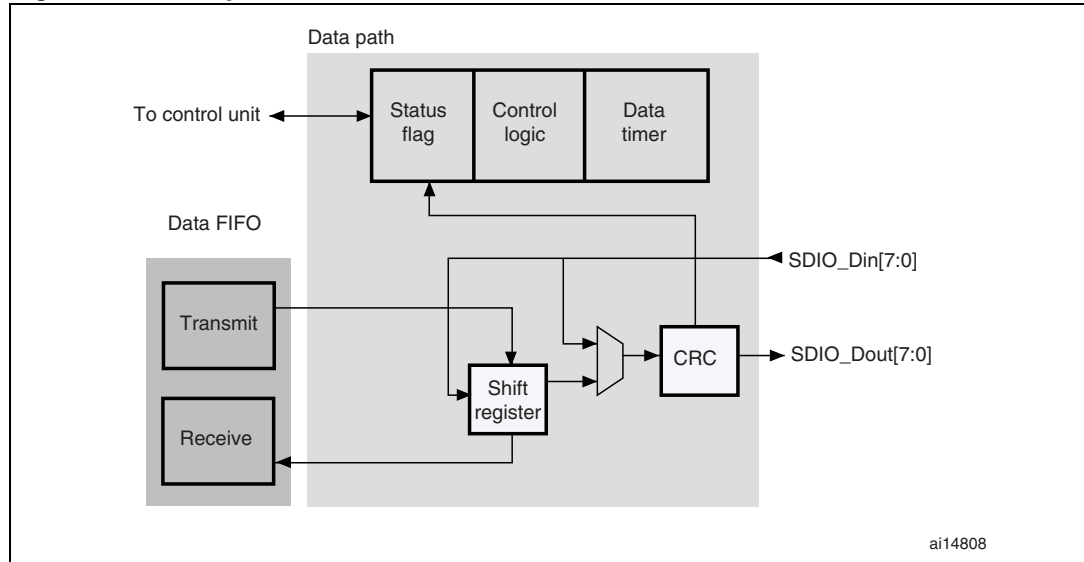 Data path
To control unit
Status
flag
Control
logic
Data
timer
Data FIFO
SDIO_Din[7:0]
Transmit
SDIO_Dout[7:0]
CRC
Shift
register
Receive
ai14808